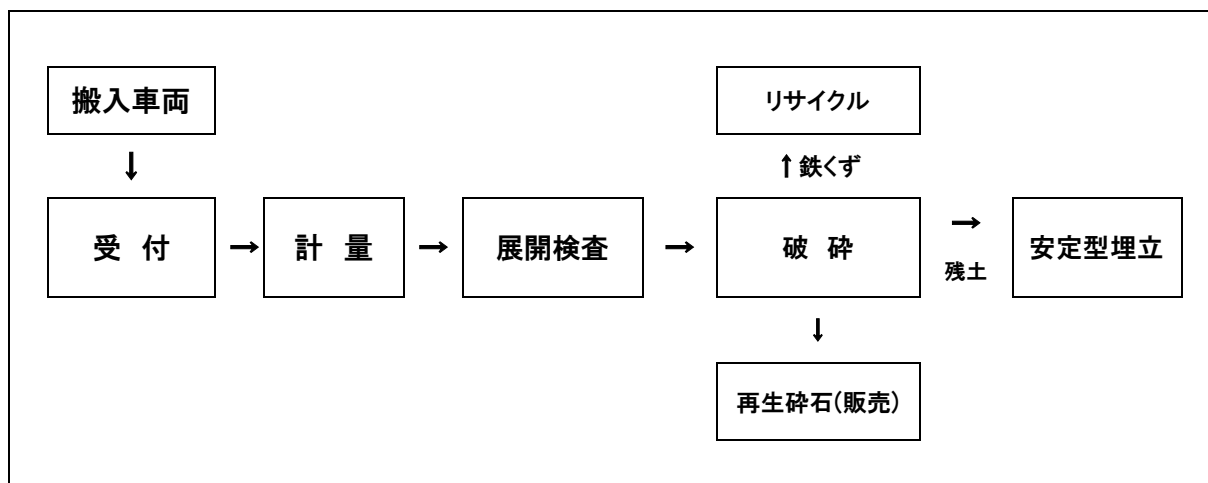 搬入車両
リサイクル
↓
↑鉄くず
受 付 → 計 量 → 展開検査 → 破 砕 → 安定型埋立
残土
↓
再生砕石(販売)